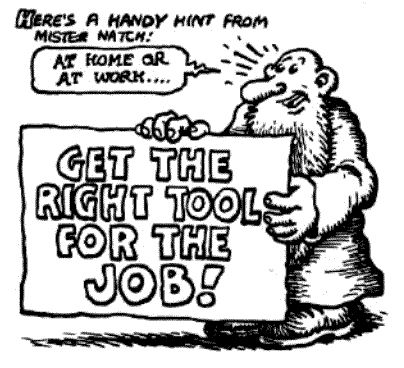 HERE'S A HANDY HINT FROM
MISTER NATCH!
AT HOME OR
AT WORK....
GET THE
RIGHT TOOL
FOR THE
JOB!